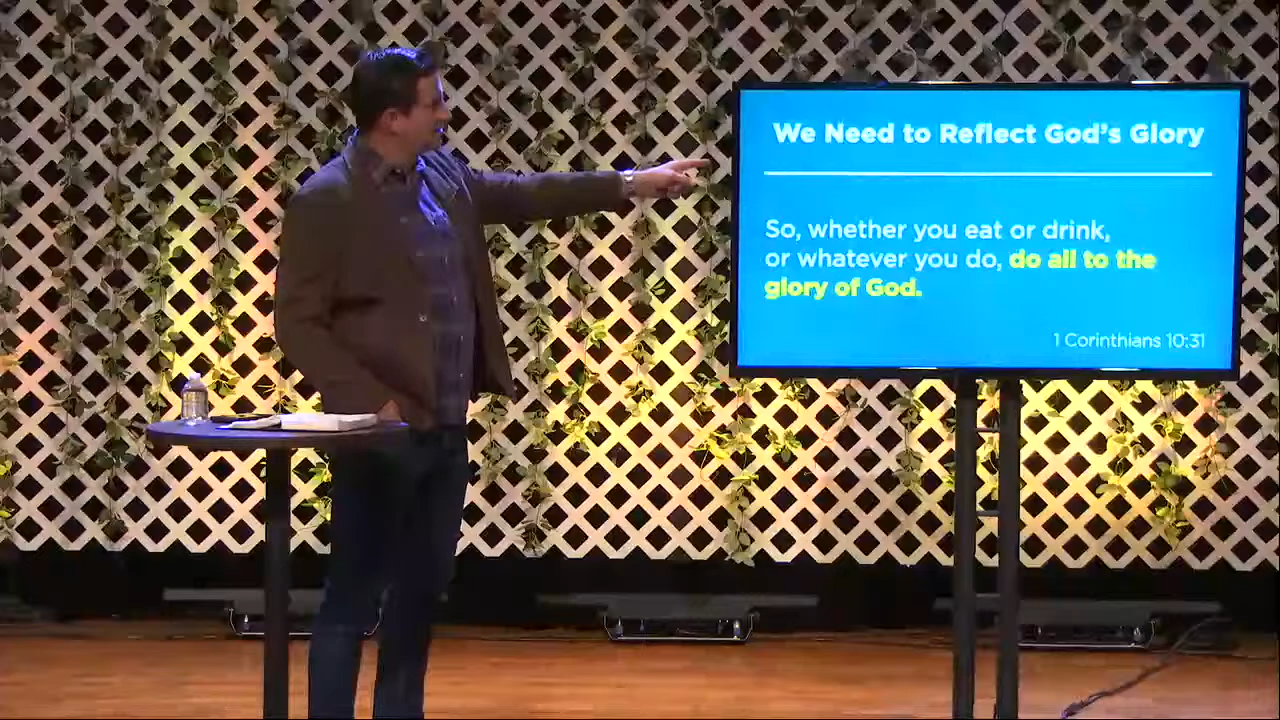 We Need to Reflect God's Glory
So, whether you eat or drink,
or whatever you do, do all to the
glory of God.
1 Corinthians 10:31